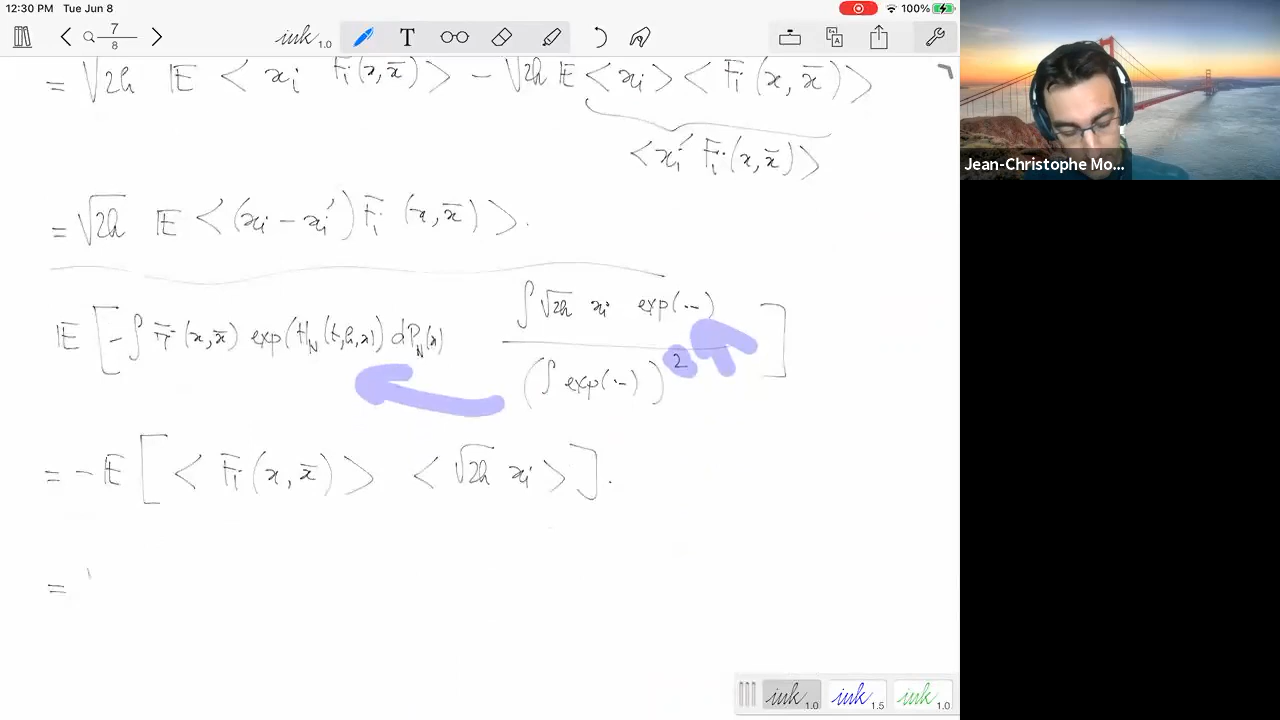 12:30 PM Tue Jun 8 100%
7/8 ink 1.0 T
= √2h 𝔼 < xi Fi(x, x̄) > − √2h 𝔼 < xi > < Fi(x, x̄) >
< xi′ Fi(x, x̄) >
= √2h 𝔼 < (xi − xi′) Fi (x, x̄) > .
𝔼 [ − ∫ Fi (x, x̄) exp(H_N(t,h,x)) dP_N(x) ∫ √2h xi exp(...) / ( ∫ exp(...) )² ]
= − 𝔼 [ < Fi (x, x̄) > < √2h xi > ] .
=
ink 1.0 ink 1.5 ink 1.0
Jean-Christophe Mo...